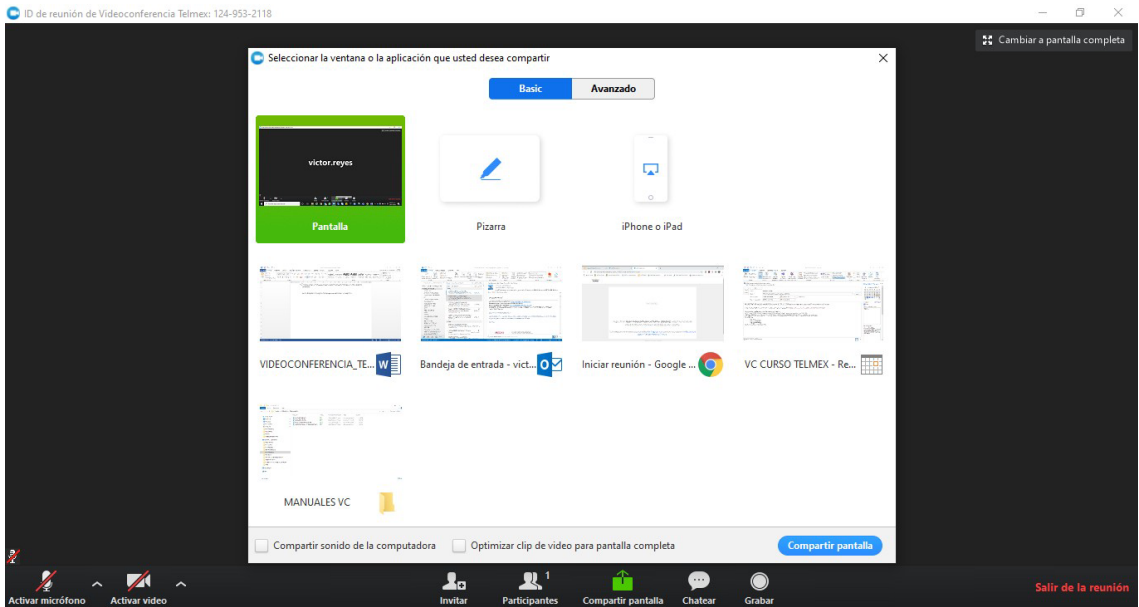 ID de reunión de Videoconferencia Telmex: 124-953-2118
Cambiar a pantalla completa
Seleccionar la ventana o la aplicación que usted desea compartir
Basic
Avanzado
victor.reyes
Pantalla
Pizarra
iPhone o iPad
VIDEOCONFERENCIA_TE...
Bandeja de entrada - vict...
Iniciar reunión - Google ...
VC CURSO TELMEX - Re...
MANUALES VC
Compartir sonido de la computadora
Optimizar clip de video para pantalla completa
Compartir pantalla
Activar micrófono
Activar video
Invitar
1
Participantes
Compartir pantalla
Chatear
Grabar
Salir de la reunión